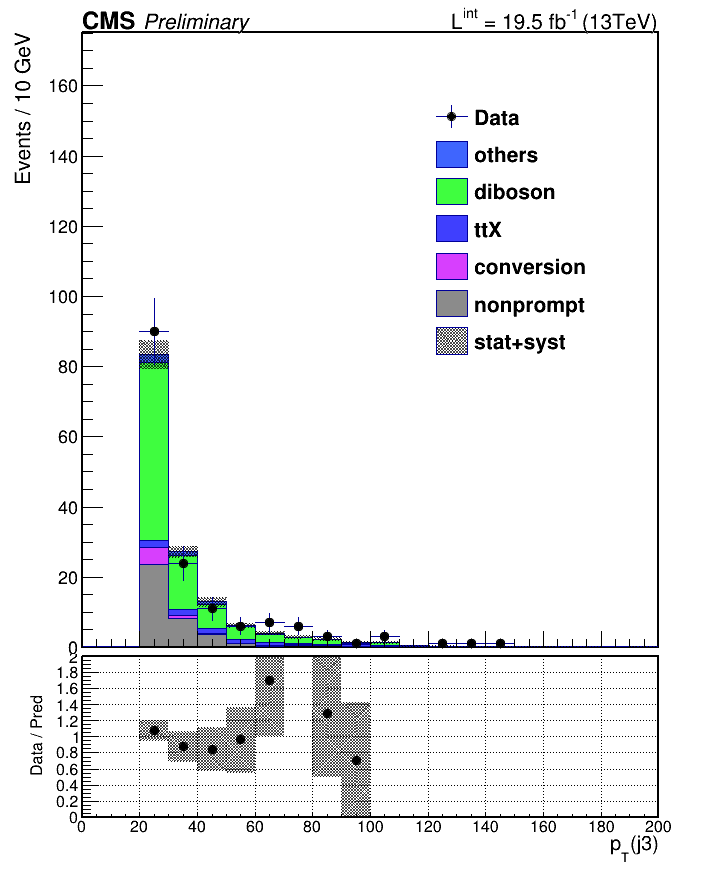 CMS Preliminary L^int = 19.5 fb^-1 (13TeV)
Events / 10 GeV
160
140
120
100
80
60
40
20
0
Data
others
diboson
ttX
conversion
nonprompt
stat+syst
Data / Pred
2
1.8
1.6
1.4
1.2
1
0.8
0.6
0.4
0.2
0
0 20 40 60 80 100 120 140 160 180 200
p_T(j3)